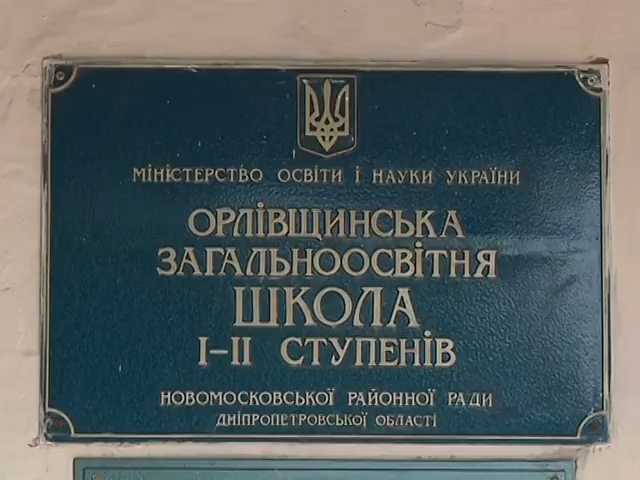 МІНІСТЕРСТВО ОСВІТИ І НАУКИ УКРАЇНИ
ОРЛІВЩИНСЬКА
ЗАГАЛЬНООСВІТНЯ
ШКОЛА
І–ІІ СТУПЕНІВ
НОВОМОСКОВСЬКОЇ РАЙОННОЇ РАДИ
ДНІПРОПЕТРОВСЬКОЇ ОБЛАСТІ